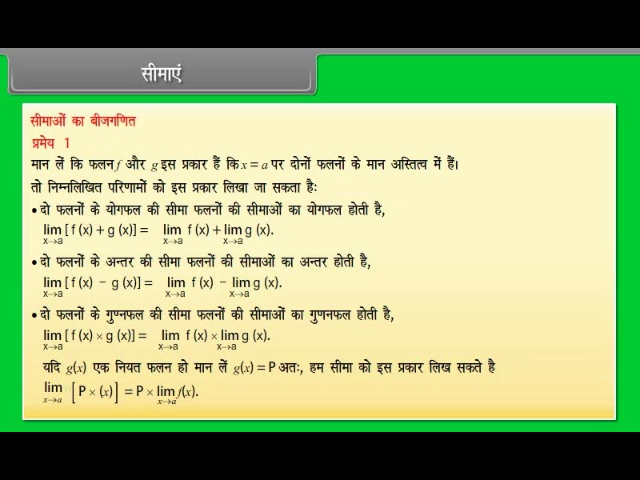 सीमाएं
सीमाओं का बीजगणित
प्रमेय 1
मान लें कि फलन f और g इस प्रकार हैं कि x = a पर दोनों फलनों के मान अस्तित्व में हैं।
तो निम्नलिखित परिणामों को इस प्रकार लिखा जा सकता हैः
• दो फलनों के योगफल की सीमा फलनों की सीमाओं का योगफल होती है,
lim x→a [ f (x) + g (x)] = lim x→a f (x) + lim x→a g (x).
• दो फलनों के अन्तर की सीमा फलनों की सीमाओं का अन्तर होती है,
lim x→a [ f (x) − g (x)] = lim x→a f (x) − lim x→a g (x).
• दो फलनों के गुण्नफल की सीमा फलनों की सीमाओं का गुणनफल होती है,
lim x→a [ f (x) × g (x)] = lim x→a f (x) × lim x→a g (x).
यदि g(x) एक नियत फलन हो मान लें g(x) = P अतः, हम सीमा को इस प्रकार लिख सकते है
lim x→a [P × (x)] = P × lim x→a f(x).